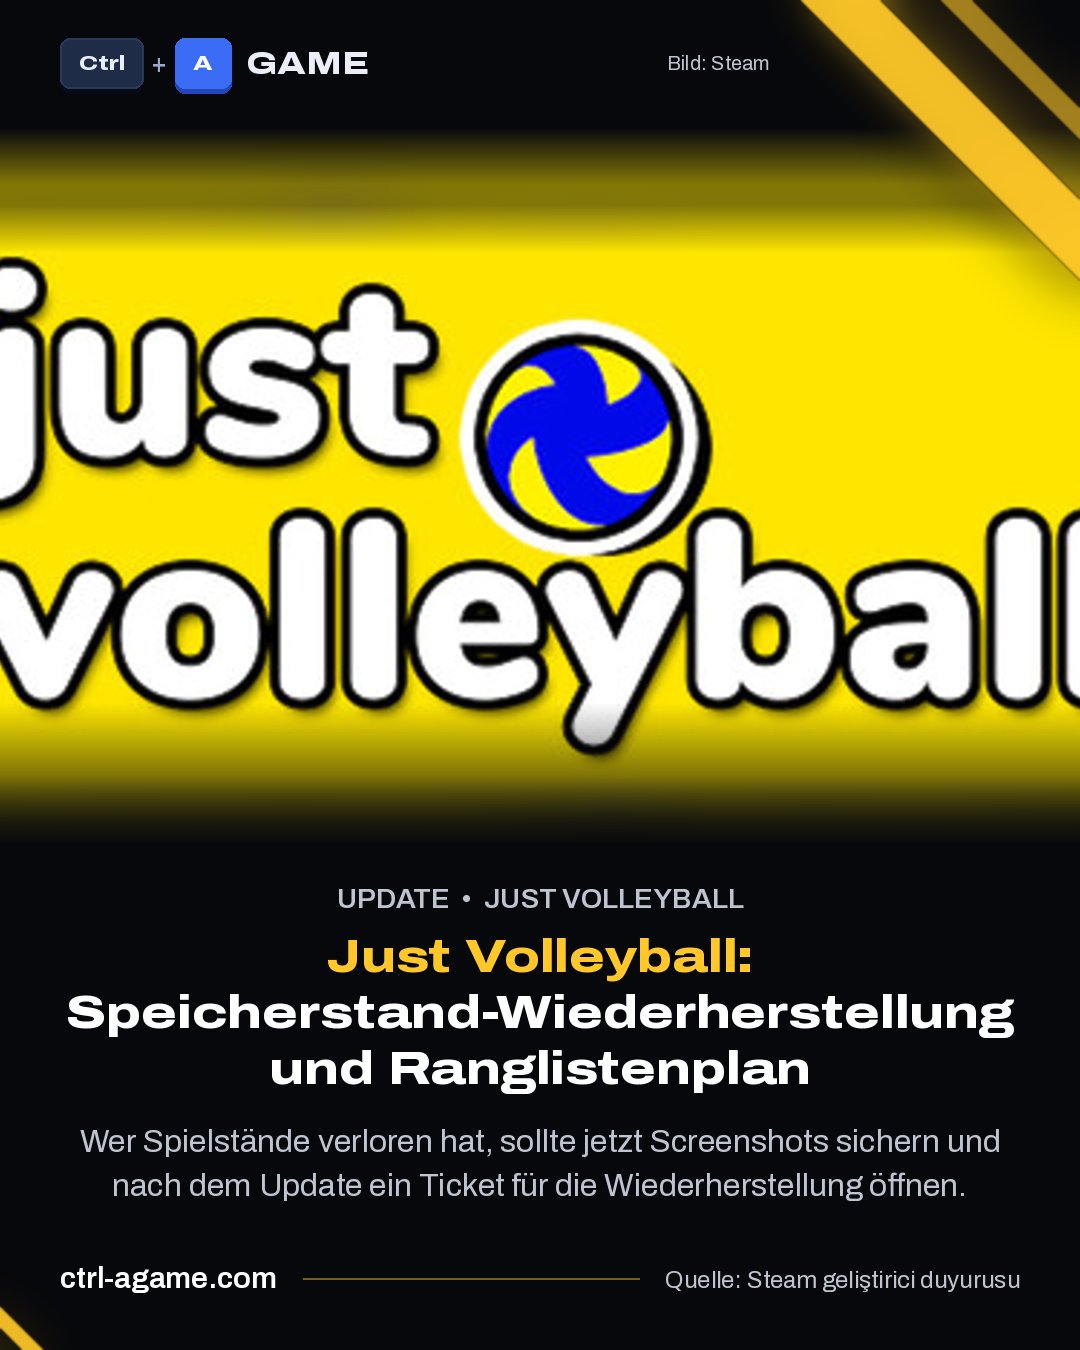 Ctrl + A GAME
Bild: Steam
just
volleyball
UPDATE • JUST VOLLEYBALL
Just Volleyball:
Speicherstand-Wiederherstellung
und Ranglistenplan
Wer Spielstände verloren hat, sollte jetzt Screenshots sichern und
nach dem Update ein Ticket für die Wiederherstellung öffnen.
ctrl-agame.com
Quelle: Steam geliştirici duyurusu